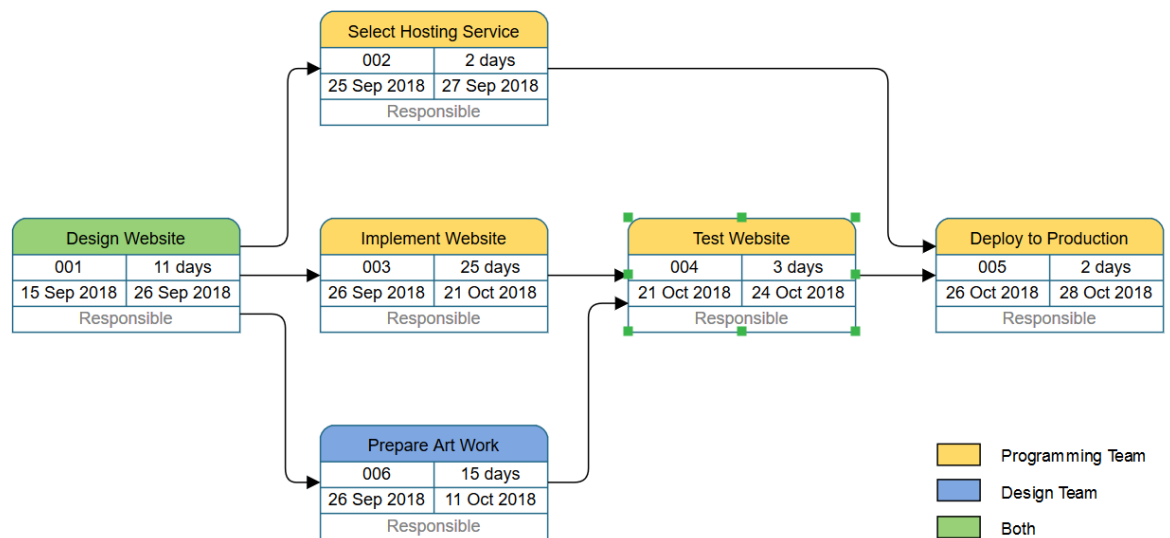 Select Hosting Service
002 2 days
25 Sep 2018 27 Sep 2018
Responsible
Design Website
001 11 days
15 Sep 2018 26 Sep 2018
Responsible
Implement Website
003 25 days
26 Sep 2018 21 Oct 2018
Responsible
Test Website
004 3 days
21 Oct 2018 24 Oct 2018
Responsible
Deploy to Production
005 2 days
26 Oct 2018 28 Oct 2018
Responsible
Prepare Art Work
006 15 days
26 Sep 2018 11 Oct 2018
Responsible
Programming Team
Design Team
Both